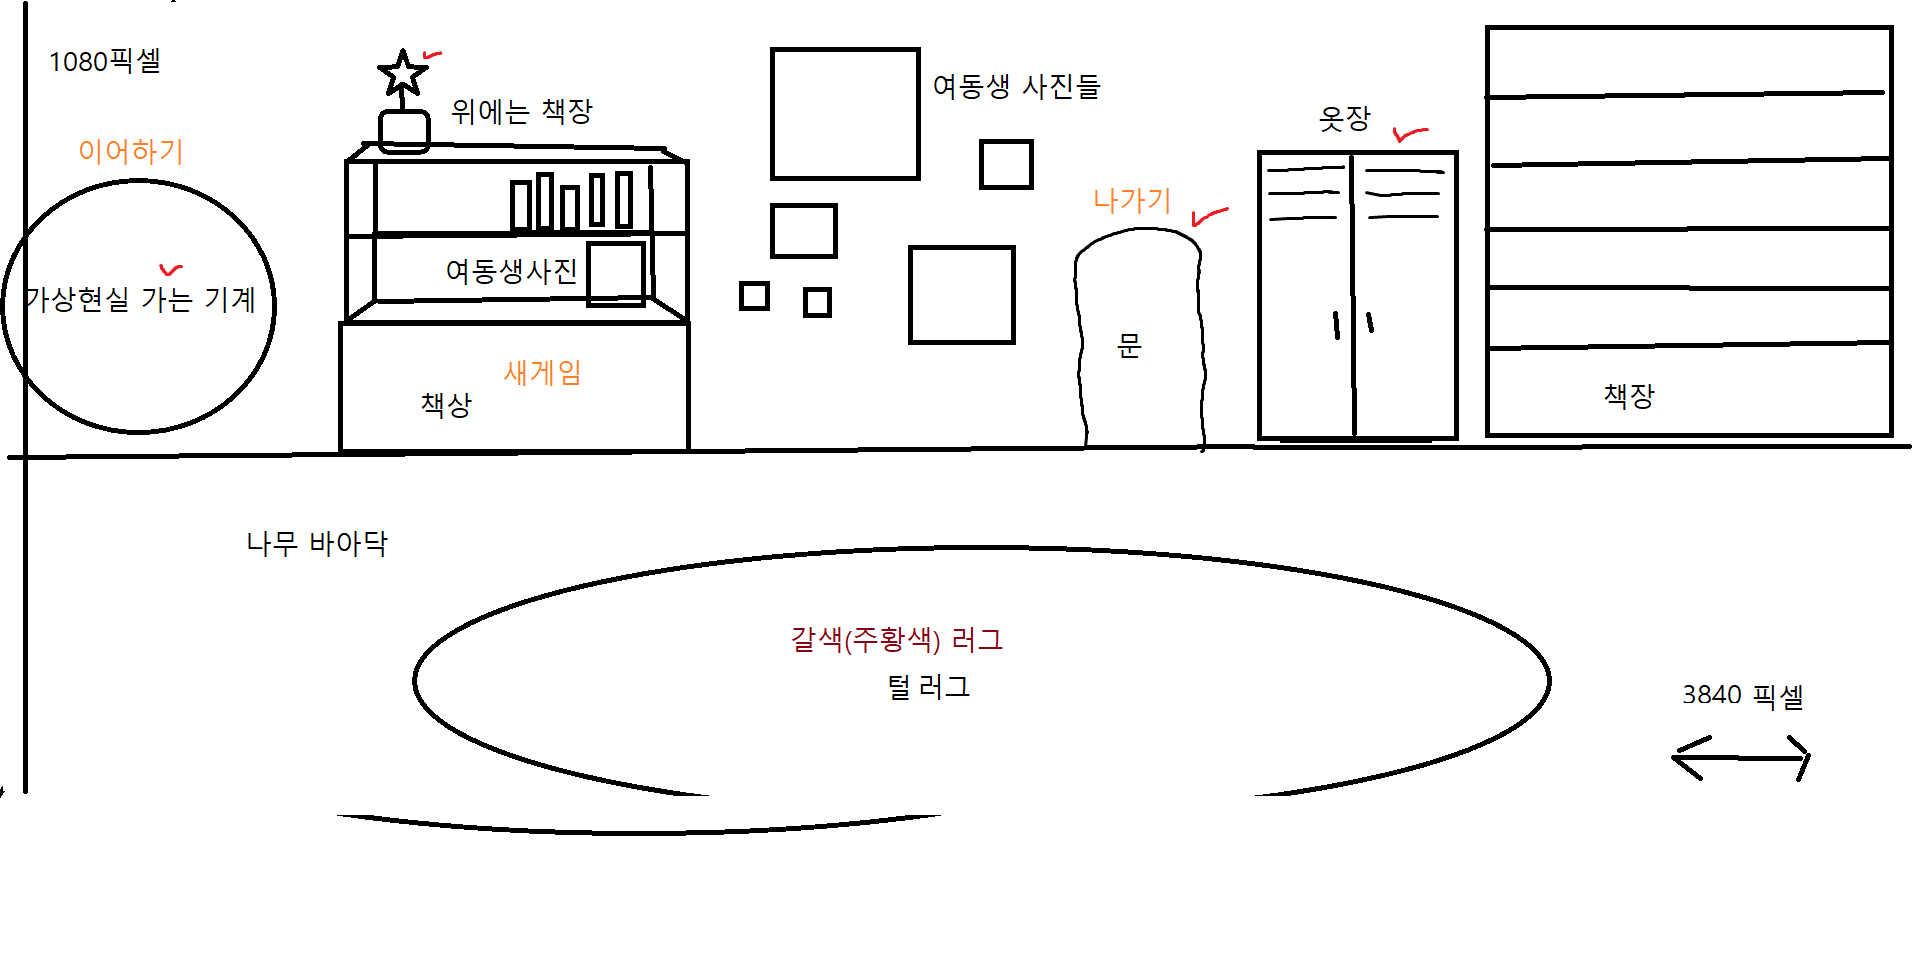 1080픽셀
이어하기
가상현실 가는 기계
위에는 책장
여동생사진
새게임
책상
여동생 사진들
나가기
문
옷장
책장
나무 바아닥
갈색(주황색) 러그
털 러그
3840 픽셀